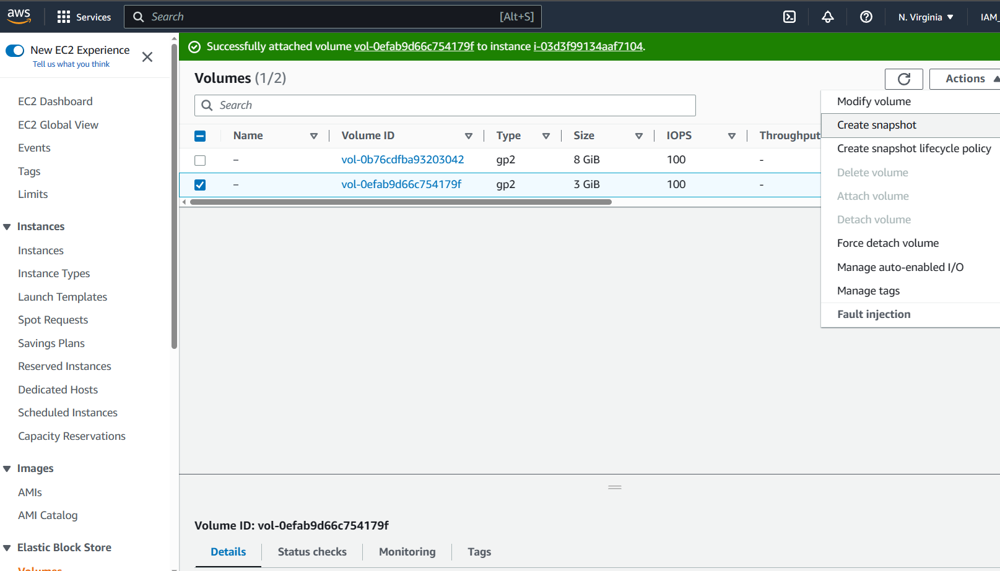 aws
Services
Search
[Alt+S]
N. Virginia
IAM_
New EC2 Experience
Tell us what you think
Successfully attached volume vol-0efab9d66c754179f to instance i-03d3f99134aaf7104.
EC2 Dashboard
EC2 Global View
Events
Tags
Limits
Instances
Instances
Instance Types
Launch Templates
Spot Requests
Savings Plans
Reserved Instances
Dedicated Hosts
Scheduled Instances
Capacity Reservations
Images
AMIs
AMI Catalog
Elastic Block Store
Volumes
Volumes (1/2)
Actions
Search
Name Volume ID Type Size IOPS Throughput
– vol-0b76cdfba93203042 gp2 8 GiB 100 -
– vol-0efab9d66c754179f gp2 3 GiB 100 -
Modify volume
Create snapshot
Create snapshot lifecycle policy
Delete volume
Attach volume
Detach volume
Force detach volume
Manage auto-enabled I/O
Manage tags
Fault injection
Volume ID: vol-0efab9d66c754179f
Details Status checks Monitoring Tags